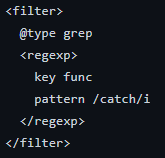 <filter>
  @type grep
  <regexp>
    key func
    pattern /catch/i
  </regexp>
</filter>